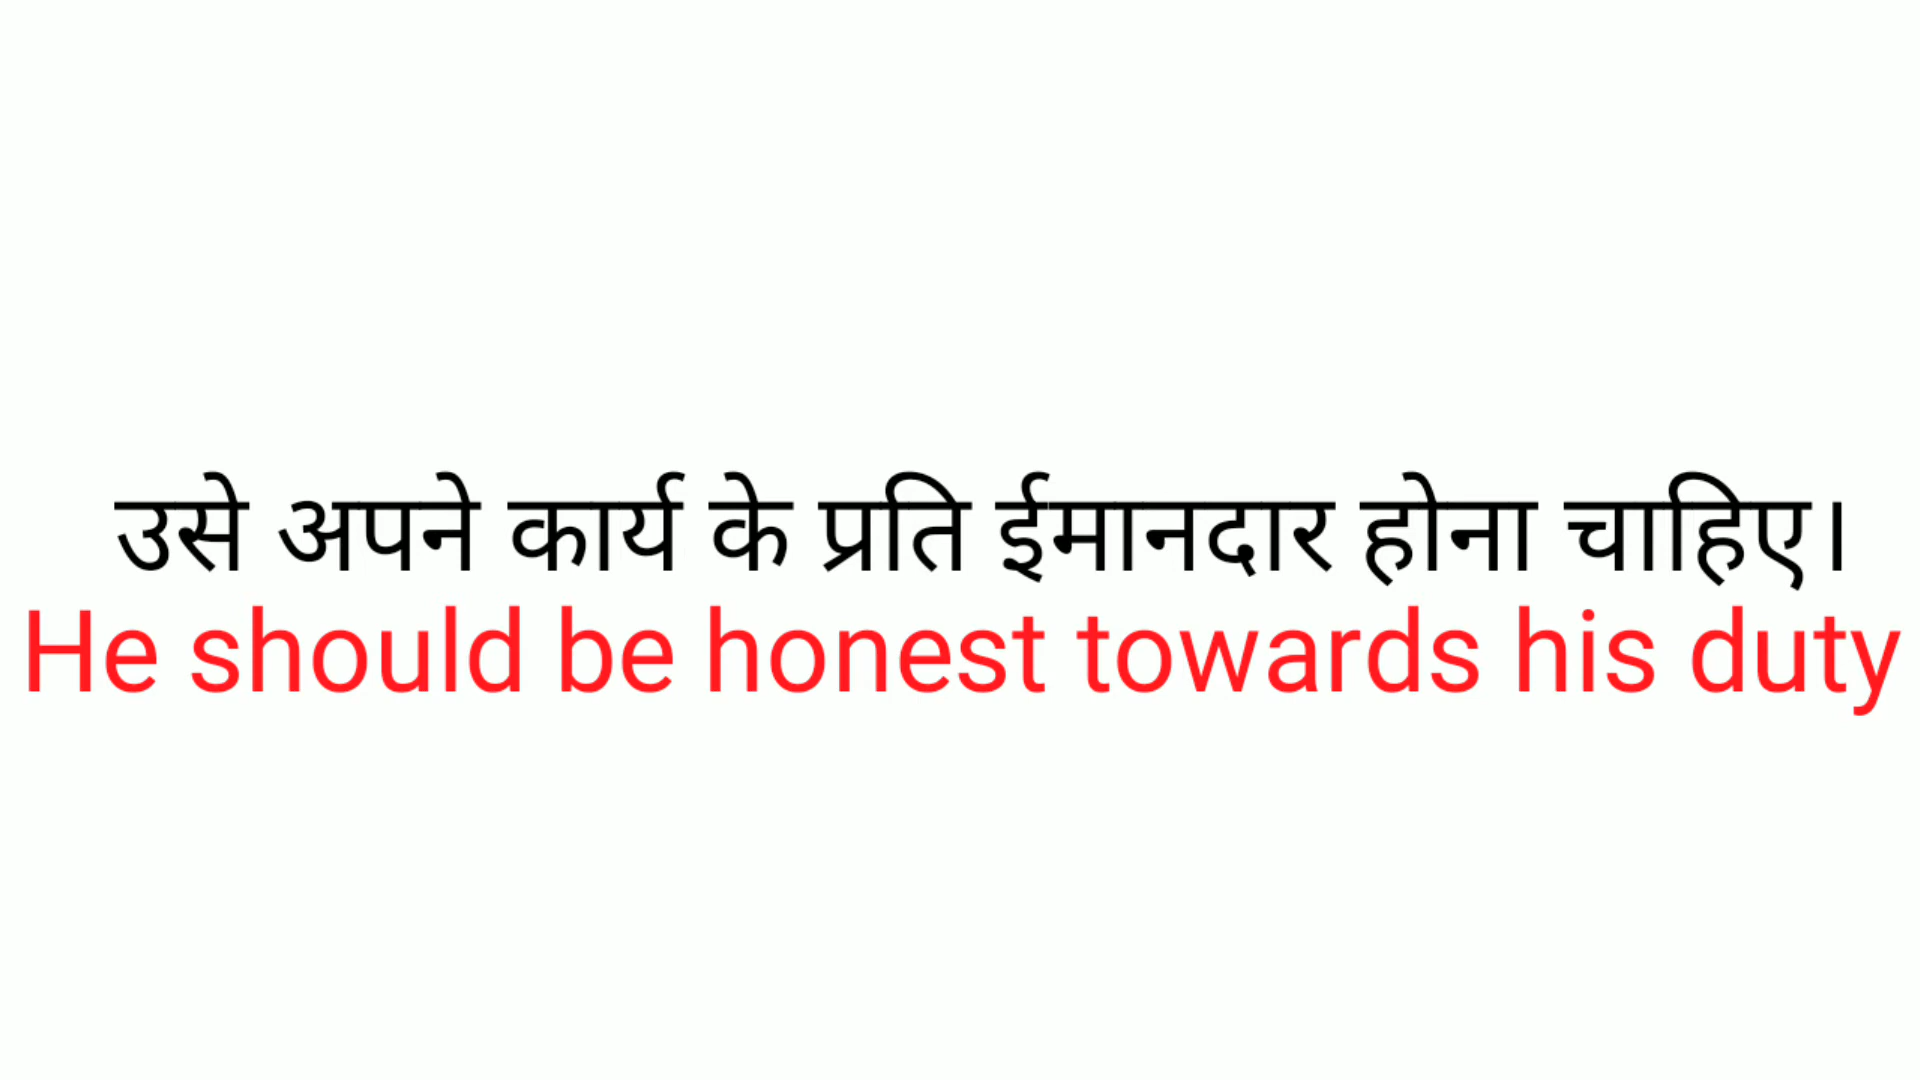 उसे अपने कार्य के प्रति ईमानदार होना चाहिए।
He should be honest towards his duty